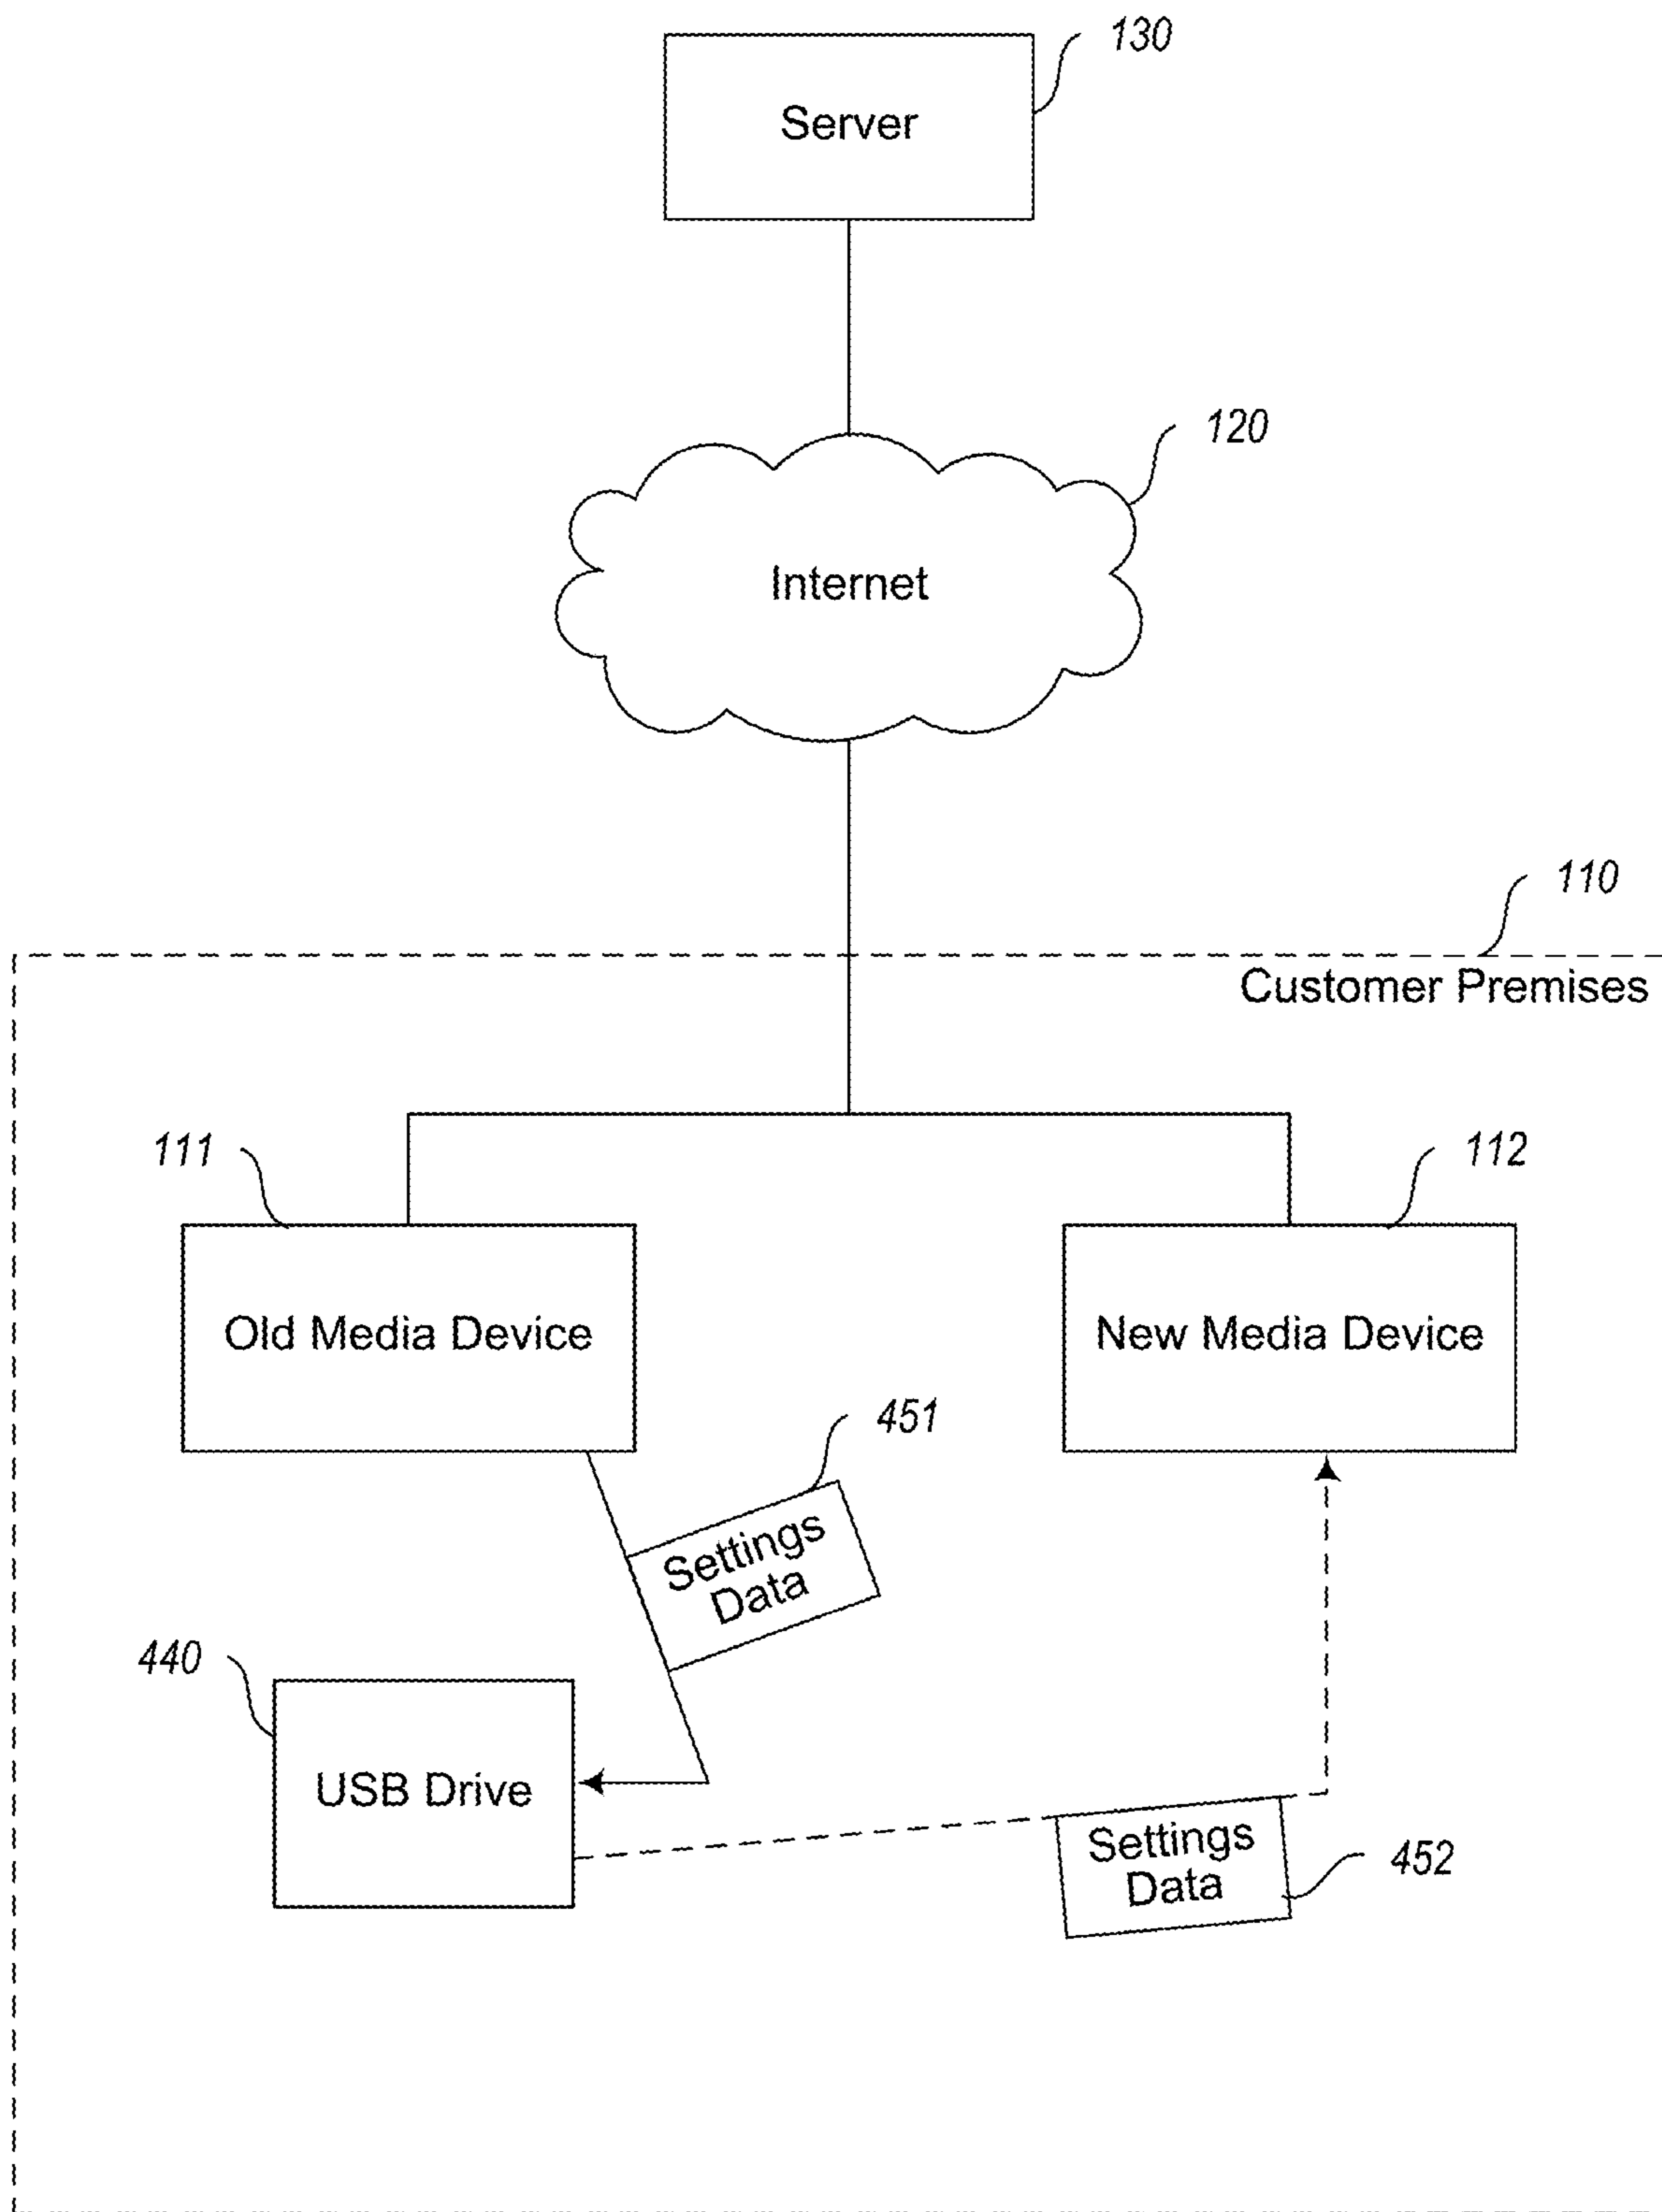 130
Server
120
Internet
110
Customer Premises
111
112
Old Media Device
New Media Device
451
Settings
Data
440
USB Drive
Settings
Data
452